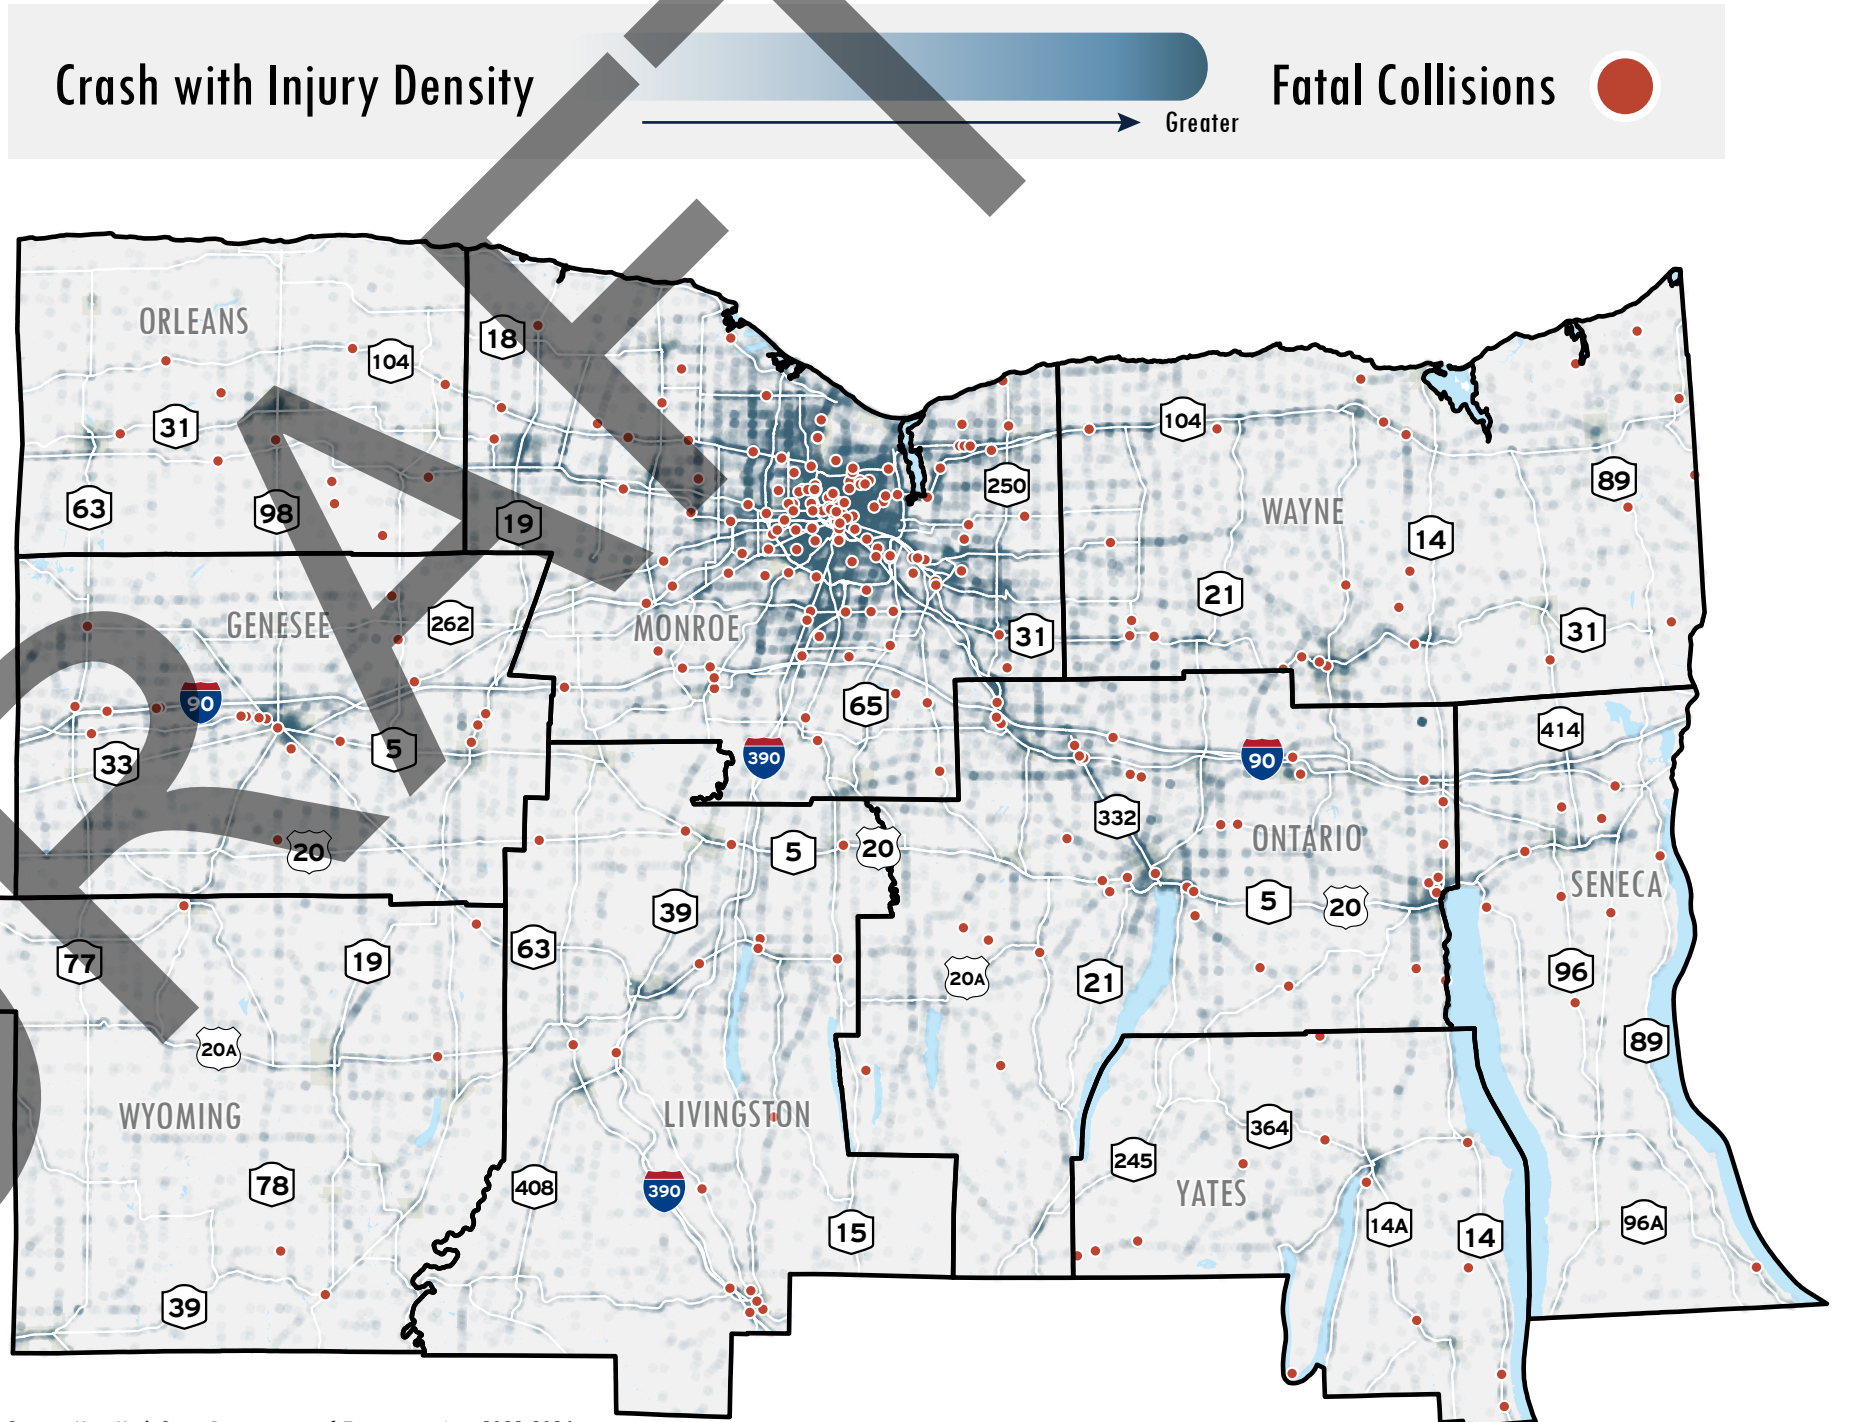 Crash with Injury Density
Greater
Fatal Collisions
DRAFT
ORLEANS
104
18
31
63
98
19
250
104
WAYNE
89
14
21
31
GENESEE
262
MONROE
31
90
33
5
65
390
90
414
20
5
20
332
ONTARIO
SENECA
39
5
20
77
19
63
20A
21
96
20A
89
WYOMING
LIVINGSTON
364
245
78
408
390
YATES
15
14A
14
96A
39